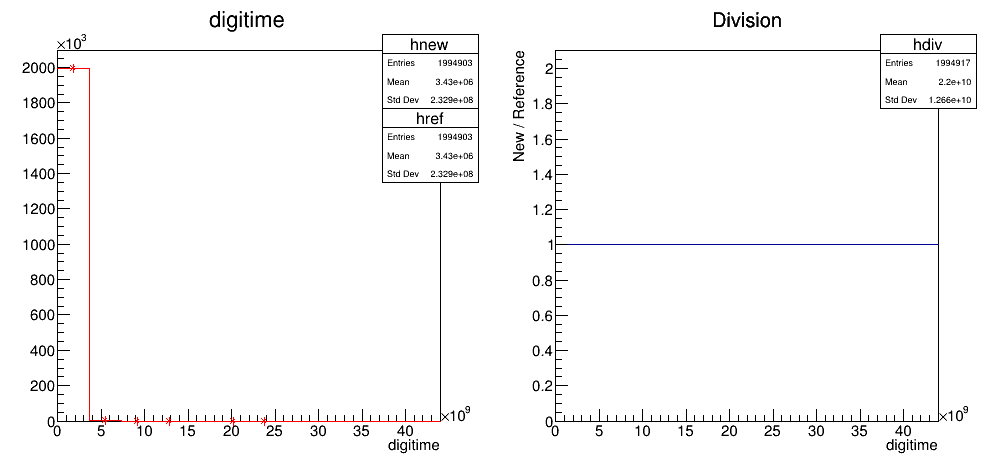 digitime
×10³
hnew
Entries 1994903
Mean 3.43e+06
Std Dev 2.329e+08
href
Entries 1994903
Mean 3.43e+06
Std Dev 2.329e+08
2000
1800
1600
1400
1200
1000
800
600
400
200
0
0 5 10 15 20 25 30 35 40
×10⁹
digitime
Division
hdiv
Entries 1994917
Mean 2.2e+10
Std Dev 1.266e+10
New / Reference
2
1.8
1.6
1.4
1.2
1
0.8
0.6
0.4
0.2
0
0 5 10 15 20 25 30 35 40
×10⁹
digitime